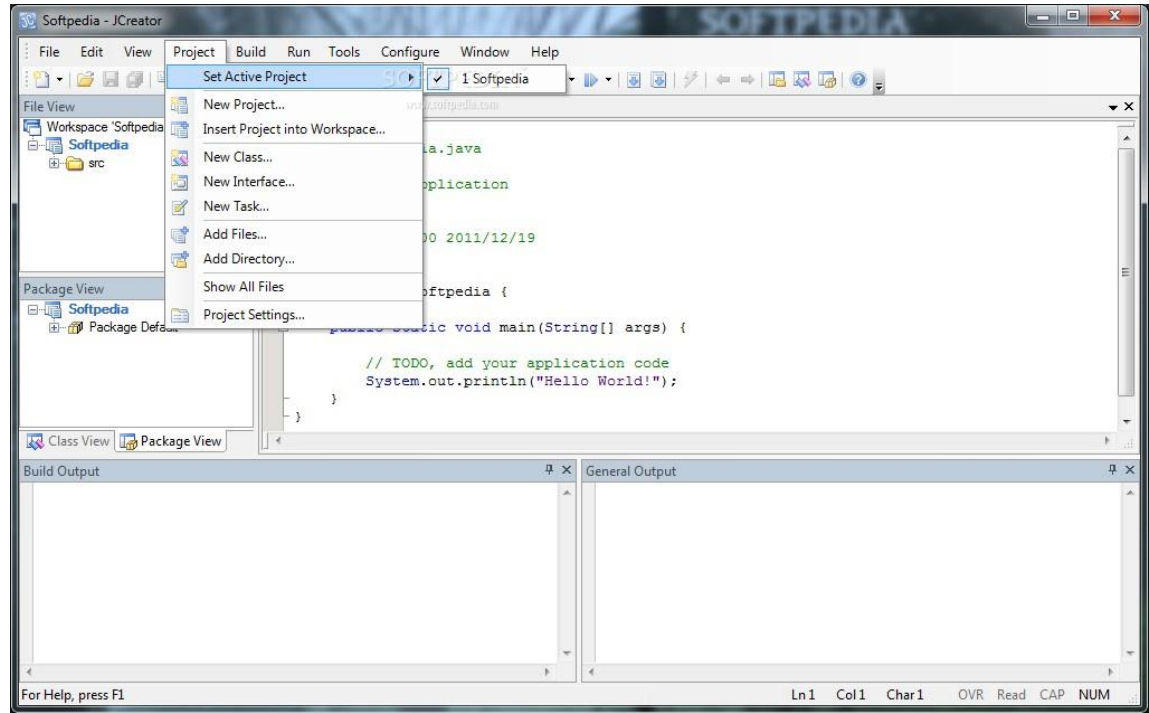 Softpedia - JCreator
SOFTPEDIA
File Edit View Project Build Run Tools Configure Window Help
Set Active Project
1 Softpedia
New Project...
Insert Project into Workspace...
New Class...
New Interface...
New Task...
Add Files...
Add Directory...
Show All Files
Project Settings...
www.softpedia.com
File View
Workspace 'Softpedia
Softpedia
src
Package View
Softpedia
Package
Class View Package View
.java
2011/12/19
{
void main(String[] args) {
// TODO, add your application code
System.out.println("Hello World!");
}
}
Build Output
General Output
For Help, press F1
Ln 1 Col 1 Char 1 OVR Read CAP NUM